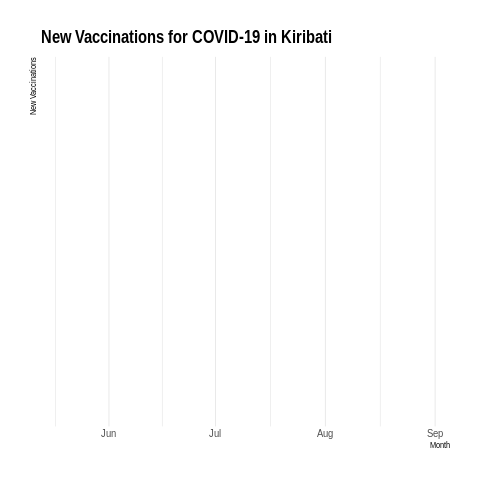 New Vaccinations for COVID-19 in Kiribati
New Vaccinations
Jun Jul Aug Sep
Month